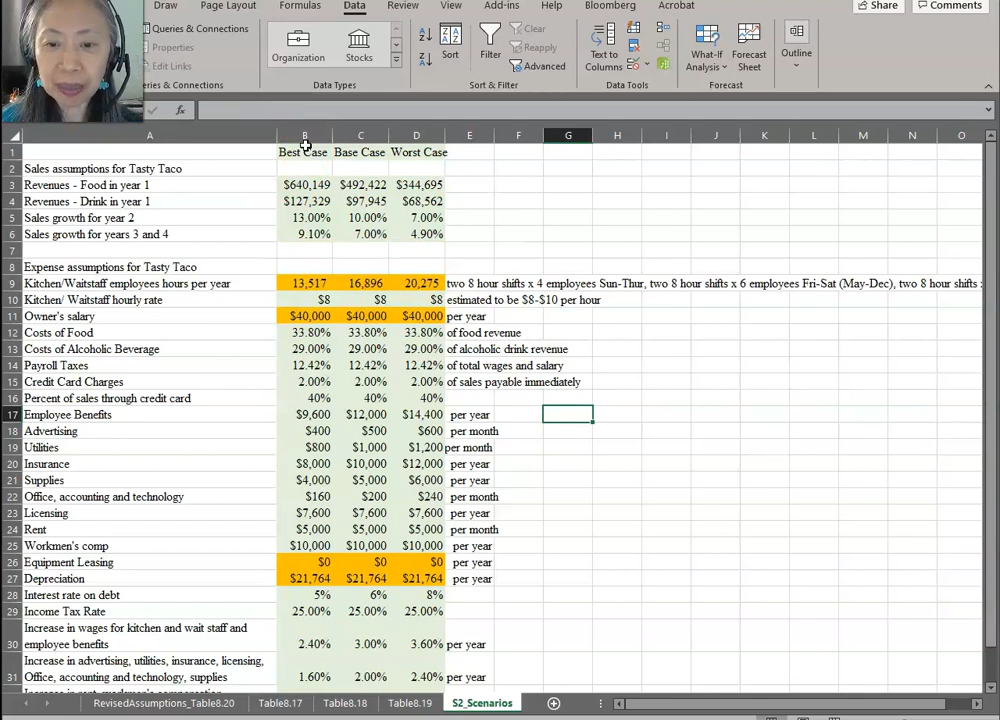 Draw Page Layout Formulas Data Review View Add-ins Help Bloomberg Acrobat Share Comments
Queries & Connections
Properties
Edit Links
Organization Stocks
Sort
Filter
Clear
Reapply
Advanced
Text to Columns
What-If Analysis
Forecast Sheet
Outline
eries & Connections Data Types Sort & Filter Data Tools Forecast
fx
A B C D E F G H I J K L M N O
1 Best Case Base Case Worst Case
2 Sales assumptions for Tasty Taco
3 Revenues - Food in year 1 $640,149 $492,422 $344,695
4 Revenues - Drink in year 1 $127,329 $97,945 $68,562
5 Sales growth for year 2 13.00% 10.00% 7.00%
6 Sales growth for years 3 and 4 9.10% 7.00% 4.90%
7
8 Expense assumptions for Tasty Taco
9 Kitchen/Waitstaff employees hours per year 13,517 16,896 20,275 two 8 hour shifts x 4 employees Sun-Thur, two 8 hour shifts x 6 employees Fri-Sat (May-Dec), two 8 hour shifts
10 Kitchen/ Waitstaff hourly rate $8 $8 $8 estimated to be $8-$10 per hour
11 Owner's salary $40,000 $40,000 $40,000 per year
12 Costs of Food 33.80% 33.80% 33.80% of food revenue
13 Costs of Alcoholic Beverage 29.00% 29.00% 29.00% of alcoholic drink revenue
14 Payroll Taxes 12.42% 12.42% 12.42% of total wages and salary
15 Credit Card Charges 2.00% 2.00% 2.00% of sales payable immediately
16 Percent of sales through credit card 40% 40% 40%
17 Employee Benefits $9,600 $12,000 $14,400 per year
18 Advertising $400 $500 $600 per month
19 Utilities $800 $1,000 $1,200 per month
20 Insurance $8,000 $10,000 $12,000 per year
21 Supplies $4,000 $5,000 $6,000 per year
22 Office, accounting and technology $160 $200 $240 per month
23 Licensing $7,600 $7,600 $7,600 per year
24 Rent $5,000 $5,000 $5,000 per month
25 Workmen's comp $10,000 $10,000 $10,000 per year
26 Equipment Leasing $0 $0 $0 per year
27 Depreciation $21,764 $21,764 $21,764 per year
28 Interest rate on debt 5% 6% 8%
29 Income Tax Rate 25.00% 25.00% 25.00%
Increase in wages for kitchen and wait staff and
30 employee benefits 2.40% 3.00% 3.60% per year
Increase in advertising, utilities, insurance, licensing,
31 Office, accounting and technology, supplies 1.60% 2.00% 2.40% per year
RevisedAssumptions_Table8.20 Table8.17 Table8.18 Table8.19 S2_Scenarios